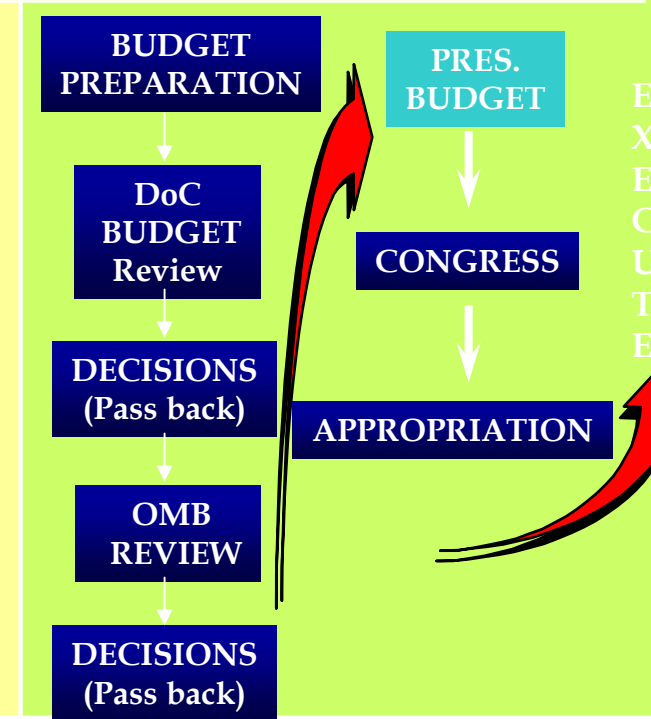 BUDGET
PREPARATION
DoC
BUDGET
Review
DECISIONS
(Pass back)
OMB
REVIEW
DECISIONS
(Pass back)
PRES.
BUDGET
CONGRESS
APPROPRIATION
E
X
E
C
U
T
E